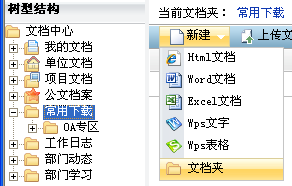 树型结构
文档中心
我的文档
单位文档
项目文档
公文档案
常用下载
OA专区
工作日志
部门动态
部门学习
当前文档夹： 常用下载
新建
上传文
Html文档
Word文档
Excel文档
Wps文字
Wps表格
文档夹